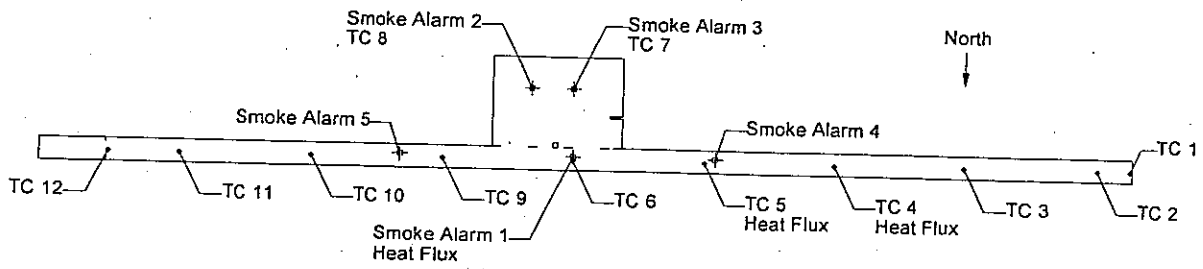 Smoke Alarm 2
TC 8
Smoke Alarm 3
TC 7
North
Smoke Alarm 5
Smoke Alarm 4
TC 1
TC 12
TC 11
TC 10
TC 9
TC 6
TC 5
Heat Flux
TC 4
Heat Flux
TC 3
TC 2
Smoke Alarm 1
Heat Flux